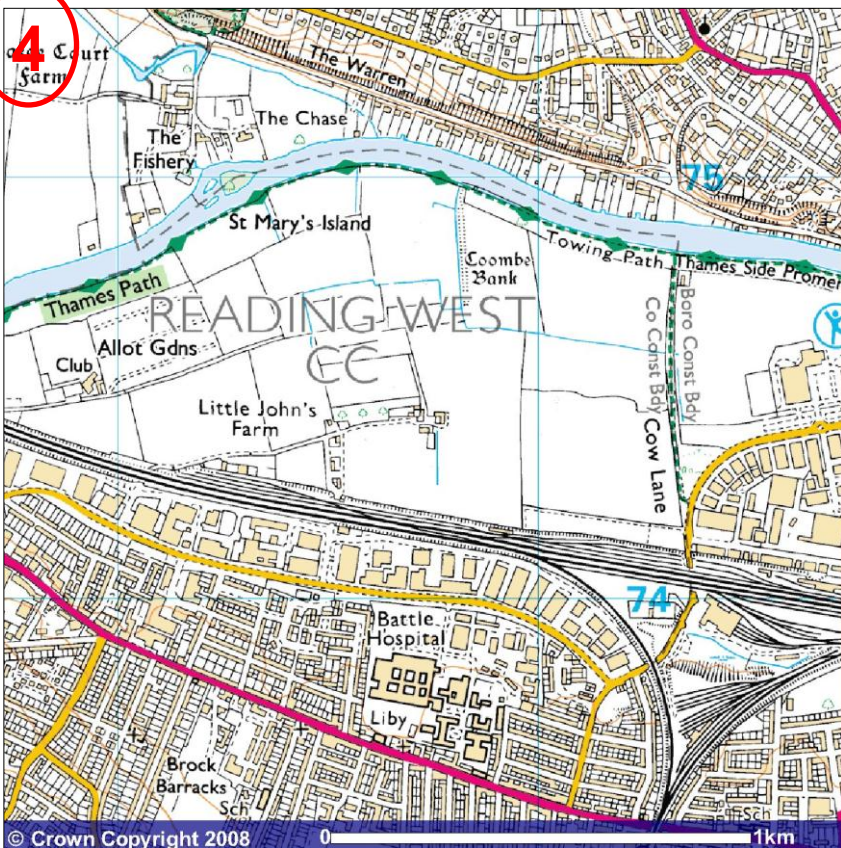 4
Court
Farm
The Warren
The Chase
The
Fishery
75
St Mary's Island
Coombe
Bank
Towing Path
Thames Side Promen
Thames Path
READING WEST
CC
Boro Const Bdy
Co Const Bdy
Allot Gdns
Club
Little John's
Farm
Cow Lane
74
Battle
Hospital
Liby
Brock
Barracks
Sch
Sch
© Crown Copyright 2008
0
1km